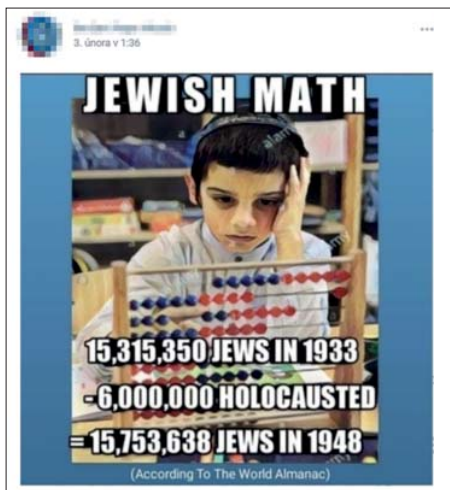 3. února v 1:36
JEWISH MATH
15,315,350 JEWS IN 1933
-6,000,000 HOLOCAUSTED
= 15,753,638 JEWS IN 1948
(According To The World Almanac)